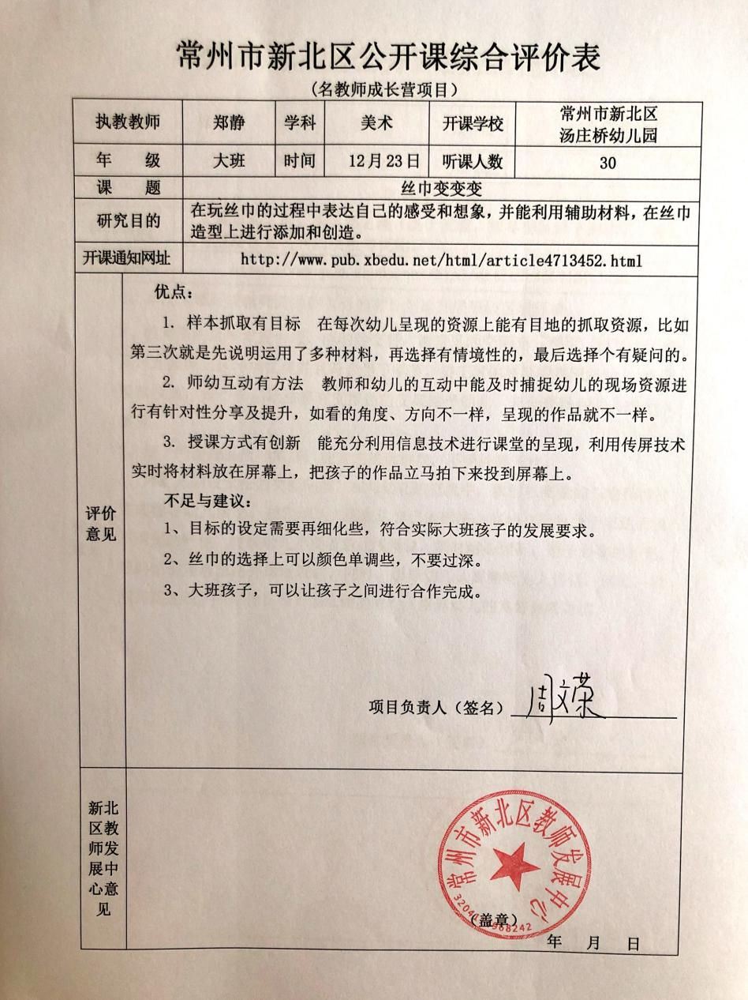 常州市新北区公开课综合评价表
(名教师成长营项目)
执教教师 郑静 学科 美术 开课学校 常州市新北区
汤庄桥幼儿园
年 级 大班 时间 12月23日 听课人数 30
课 题 丝巾变变变
研究目的 在玩丝巾的过程中表达自己的感受和想象，并能利用辅助材料，在丝巾
造型上进行添加和创造。
开课通知网址 http://www.pub.xbedu.net/html/article4713452.html
优点：
1. 样本抓取有目标 在每次幼儿呈现的资源上能有目地的抓取资源，比如
第三次就是先说明运用了多种材料，再选择有情境性的，最后选择个有疑问的。
2. 师幼互动有方法 教师和幼儿的互动中能及时捕捉幼儿的现场资源进
行有针对性分享及提升，如看的角度、方向不一样，呈现的作品就不一样。
3. 授课方式有创新 能充分利用信息技术进行课堂的呈现，利用传屏技术
实时将材料放在屏幕上，把孩子的作品立马拍下来投到屏幕上。
不足与建议：
评价
意见
1、目标的设定需要再细化些，符合实际大班孩子的发展要求。
2、丝巾的选择上可以颜色单调些，不要过深。
3、大班孩子，可以让孩子之间进行合作完成。
项目负责人（签名）周文荣
新北
区教
师发
展中
心意
见
常州市新北区教师发展中心
（盖章）
年 月 日